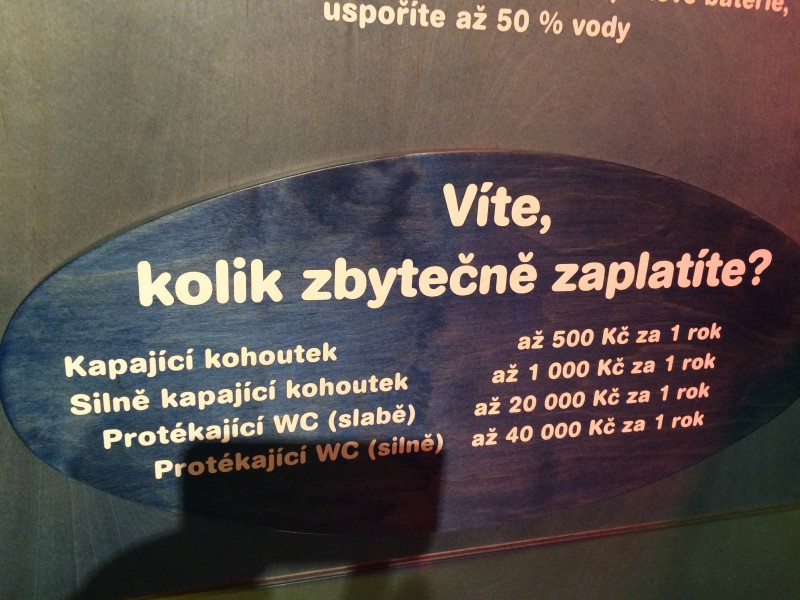 baterie,
uspoříte až 50 % vody
Víte,
kolik zbytečně zaplatíte?
Kapající kohoutek až 500 Kč za 1 rok
Silně kapající kohoutek až 1 000 Kč za 1 rok
Protékající WC (slabě) až 20 000 Kč za 1 rok
Protékající WC (silně) až 40 000 Kč za 1 rok